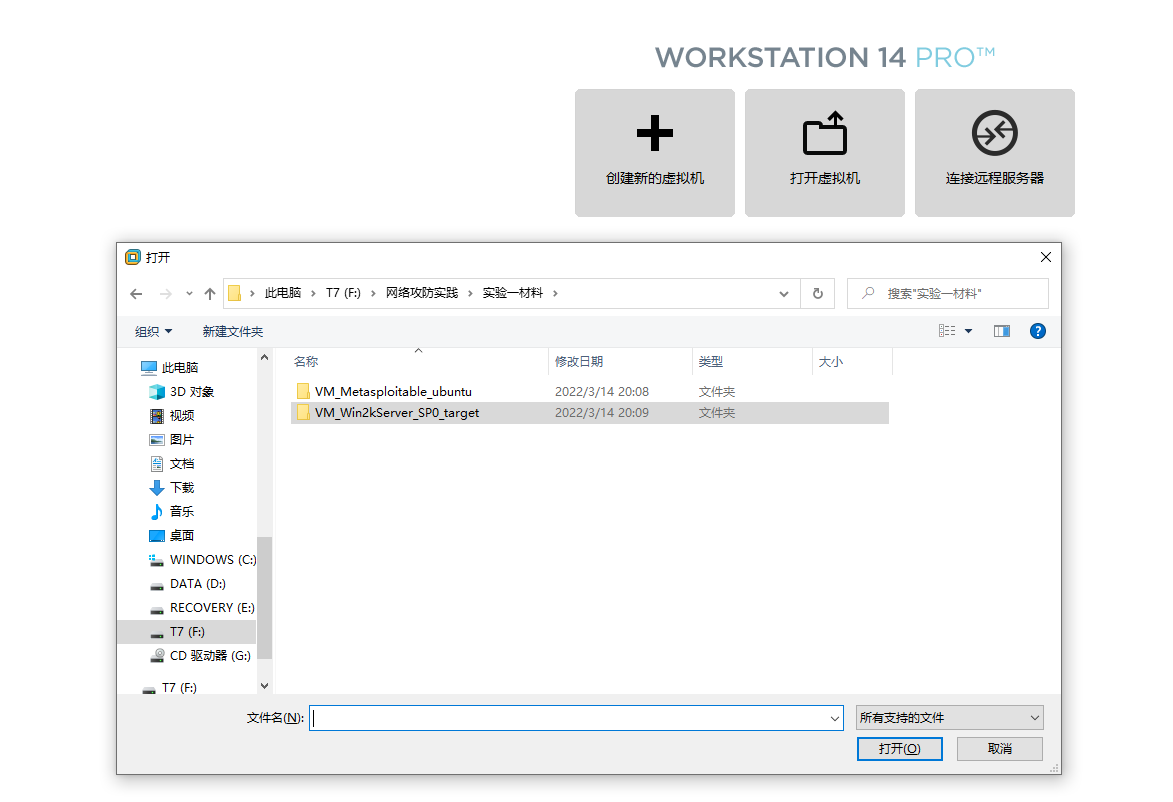 WORKSTATION 14 PRO™
创建新的虚拟机
打开虚拟机
连接远程服务器
打开
此电脑 › T7 (F:) › 网络攻防实践 › 实验一材料 ›
搜索"实验一材料"
组织 新建文件夹
此电脑
3D 对象
视频
图片
文档
下载
音乐
桌面
WINDOWS (C:)
DATA (D:)
RECOVERY (E:)
T7 (F:)
CD 驱动器 (G:)
T7 (F:)
名称 修改日期 类型 大小
VM_Metasploitable_ubuntu 2022/3/14 20:08 文件夹
VM_Win2kServer_SP0_target 2022/3/14 20:09 文件夹
文件名(N):
所有支持的文件
打开(O) 取消